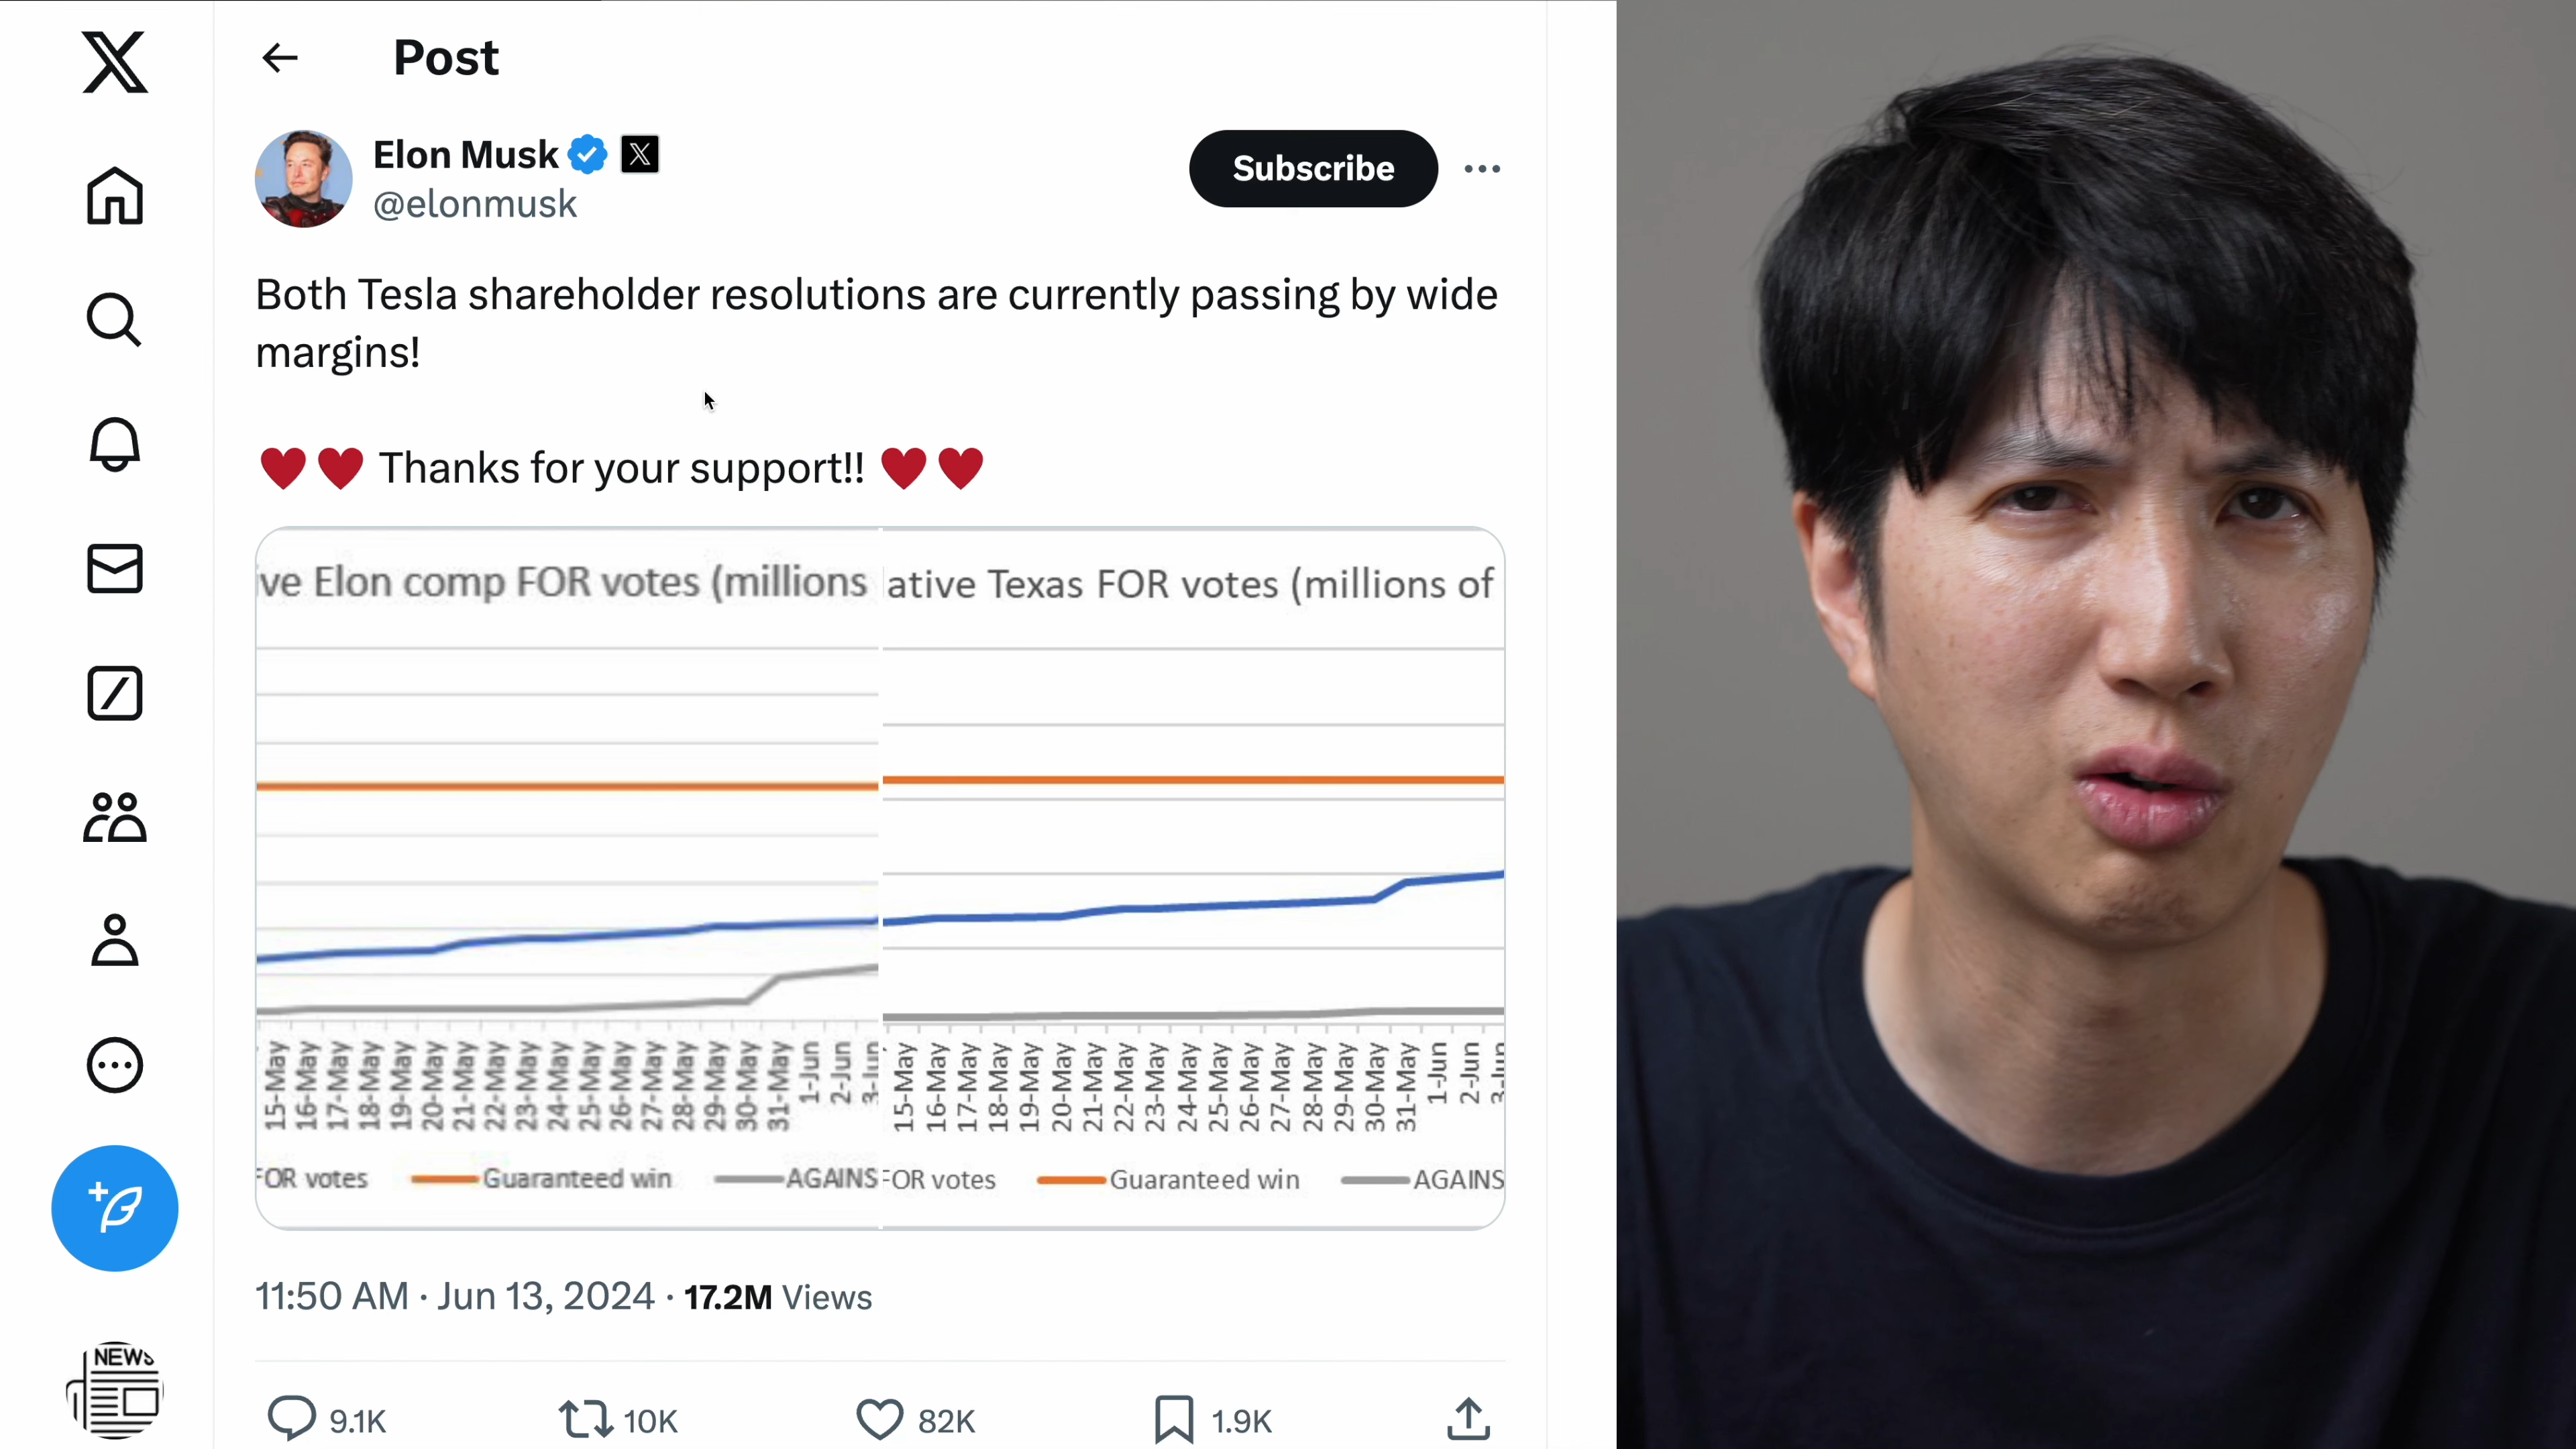 Post
Elon Musk
Subscribe
@elonmusk
Both Tesla shareholder resolutions are currently passing by wide
margins!
Thanks for your support!!
ve Elon comp FOR votes (millions
ative Texas FOR votes (millions of
15-May 16-May 17-May 18-May 19-May 20-May 21-May 22-May 23-May 24-May 25-May 26-May 27-May 28-May 29-May 30-May 31-May 1-Jun 2-Jun 3-Jun
15-May 16-May 17-May 18-May 19-May 20-May 21-May 22-May 23-May 24-May 25-May 26-May 27-May 28-May 29-May 30-May 31-May 1-Jun 2-Jun 3-Jun
FOR votes Guaranteed win AGAINS
FOR votes Guaranteed win AGAINS
11:50 AM · Jun 13, 2024 · 17.2M Views
NEWS
9.1K 10K 82K 1.9K